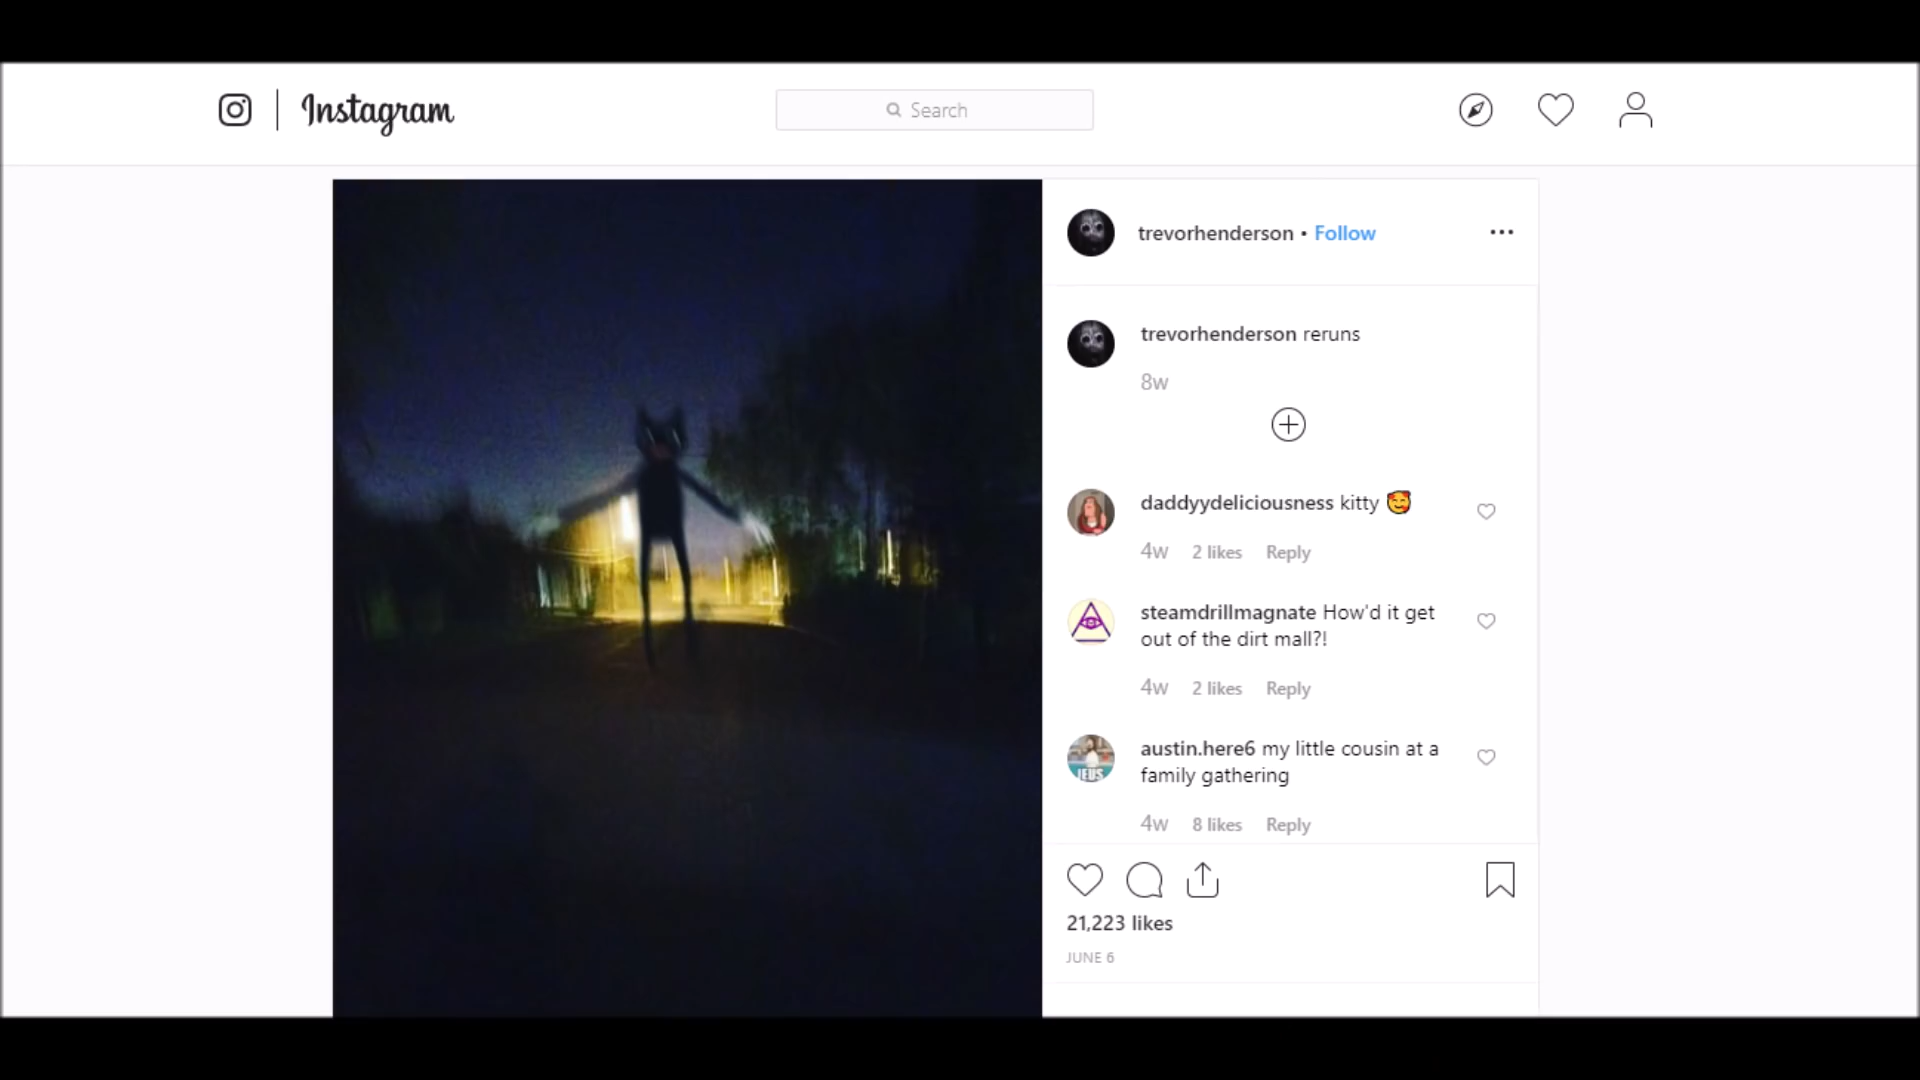 Instagram
Search
trevorhenderson • Follow
trevorhenderson reruns
8w
daddyydeliciousness kitty 🥰
4w 2 likes Reply
steamdrillmagnate How'd it get
out of the dirt mall?!
4w 2 likes Reply
austin.here6 my little cousin at a
family gathering
4w 8 likes Reply
21,223 likes
JUNE 6